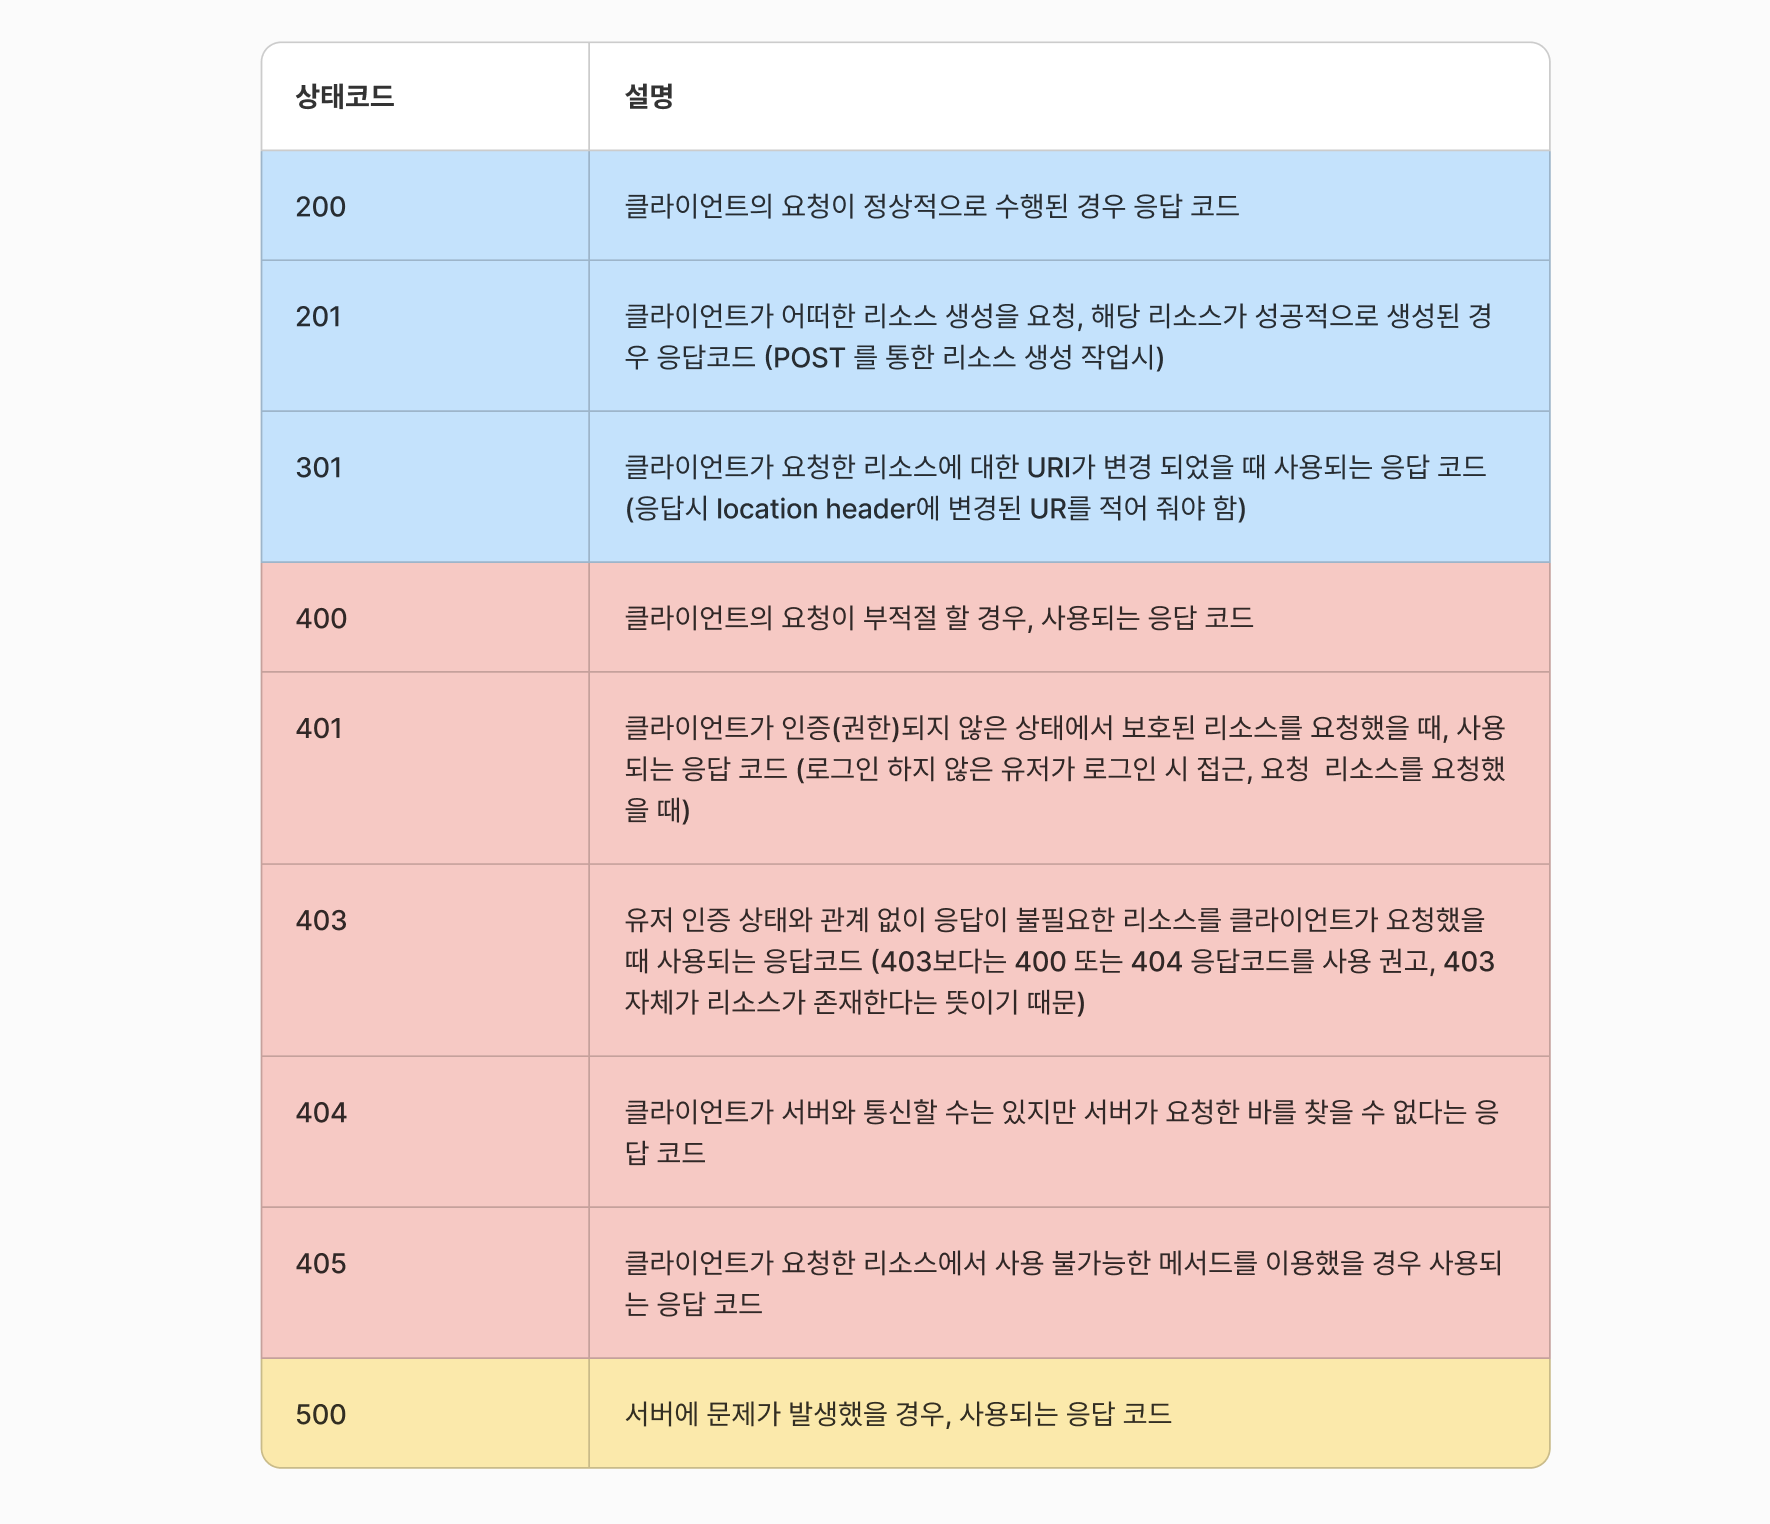 상태코드
설명
200
클라이언트의 요청이 정상적으로 수행된 경우 응답 코드
201
클라이언트가 어떠한 리소스 생성을 요청, 해당 리소스가 성공적으로 생성된 경
우 응답코드 (POST 를 통한 리소스 생성 작업시)
301
클라이언트가 요청한 리소스에 대한 URI가 변경 되었을 때 사용되는 응답 코드
(응답시 location header에 변경된 UR를 적어 줘야 함)
400
클라이언트의 요청이 부적절 할 경우, 사용되는 응답 코드
401
클라이언트가 인증(권한)되지 않은 상태에서 보호된 리소스를 요청했을 때, 사용
되는 응답 코드 (로그인 하지 않은 유저가 로그인 시 접근, 요청  리소스를 요청했
을 때)
403
유저 인증 상태와 관계 없이 응답이 불필요한 리소스를 클라이언트가 요청했을
때 사용되는 응답코드 (403보다는 400 또는 404 응답코드를 사용 권고, 403
자체가 리소스가 존재한다는 뜻이기 때문)
404
클라이언트가 서버와 통신할 수는 있지만 서버가 요청한 바를 찾을 수 없다는 응
답 코드
405
클라이언트가 요청한 리소스에서 사용 불가능한 메서드를 이용했을 경우 사용되
는 응답 코드
500
서버에 문제가 발생했을 경우, 사용되는 응답 코드